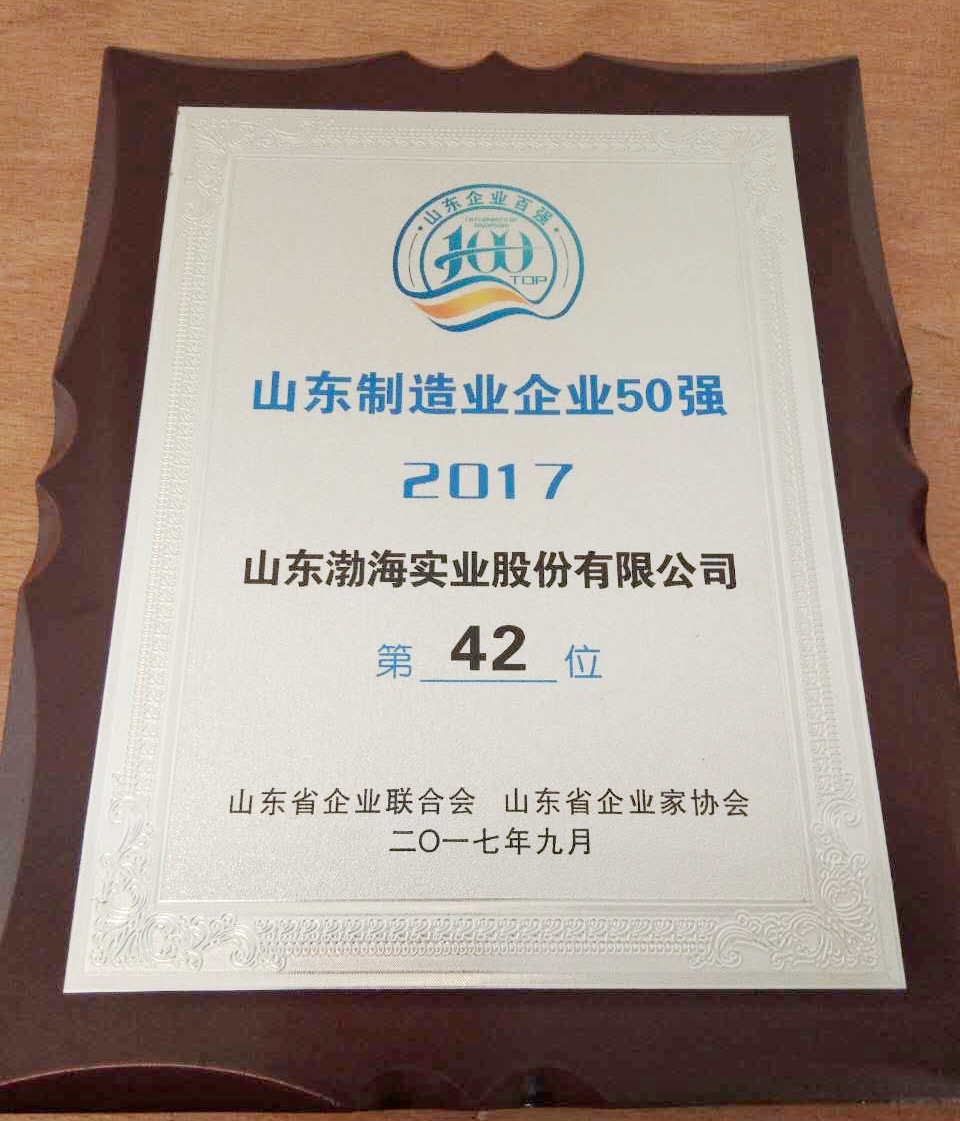 山东企业百强
100
TOP
山东制造业企业50强
2017
山东渤海实业股份有限公司
第 42 位
山东省企业联合会 山东省企业家协会
二〇一七年九月